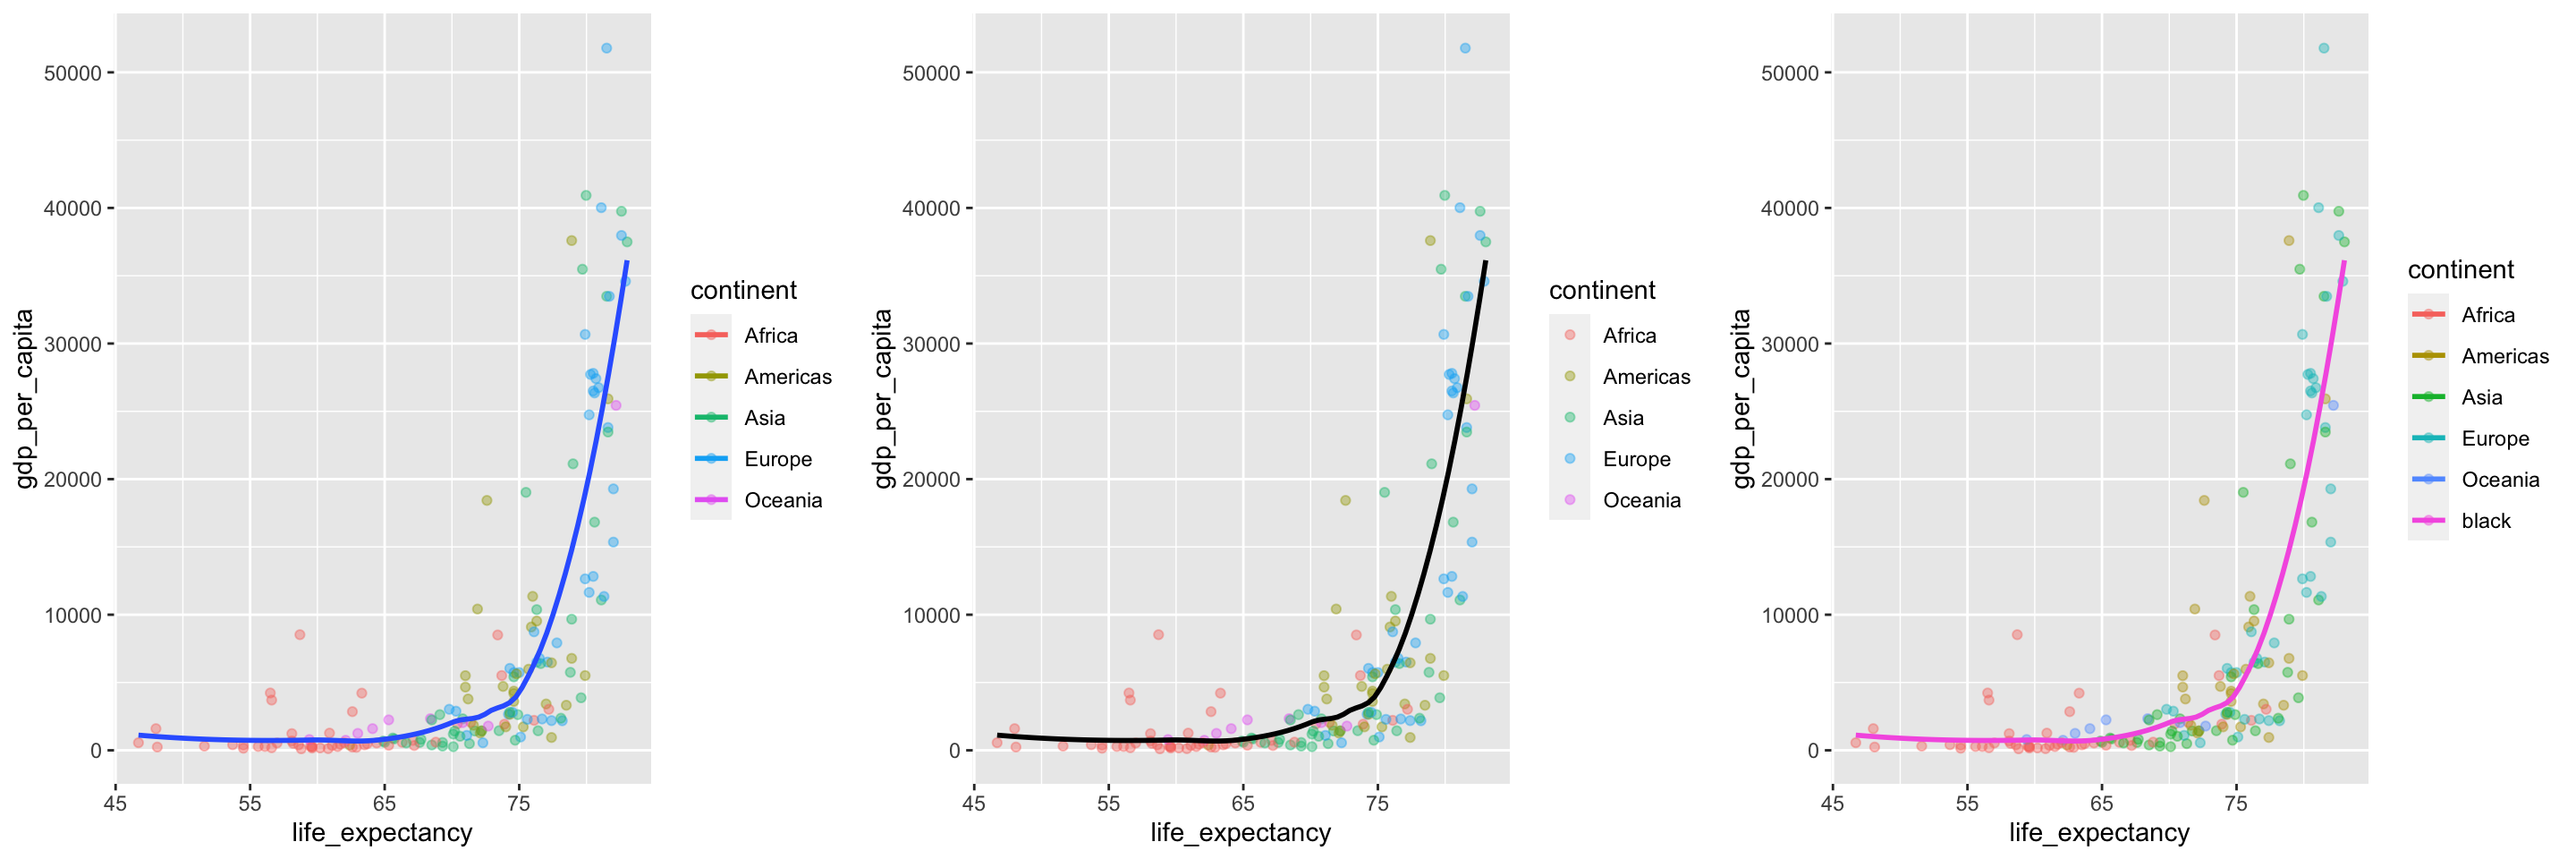 50000
40000
30000
20000
10000
0
gdp_per_capita
45 55 65 75
life_expectancy
continent
Africa
Americas
Asia
Europe
Oceania
50000
40000
30000
20000
10000
0
gdp_per_capita
45 55 65 75
life_expectancy
continent
Africa
Americas
Asia
Europe
Oceania
50000
40000
30000
20000
10000
0
gdp_per_capita
45 55 65 75
life_expectancy
continent
Africa
Americas
Asia
Europe
Oceania
black